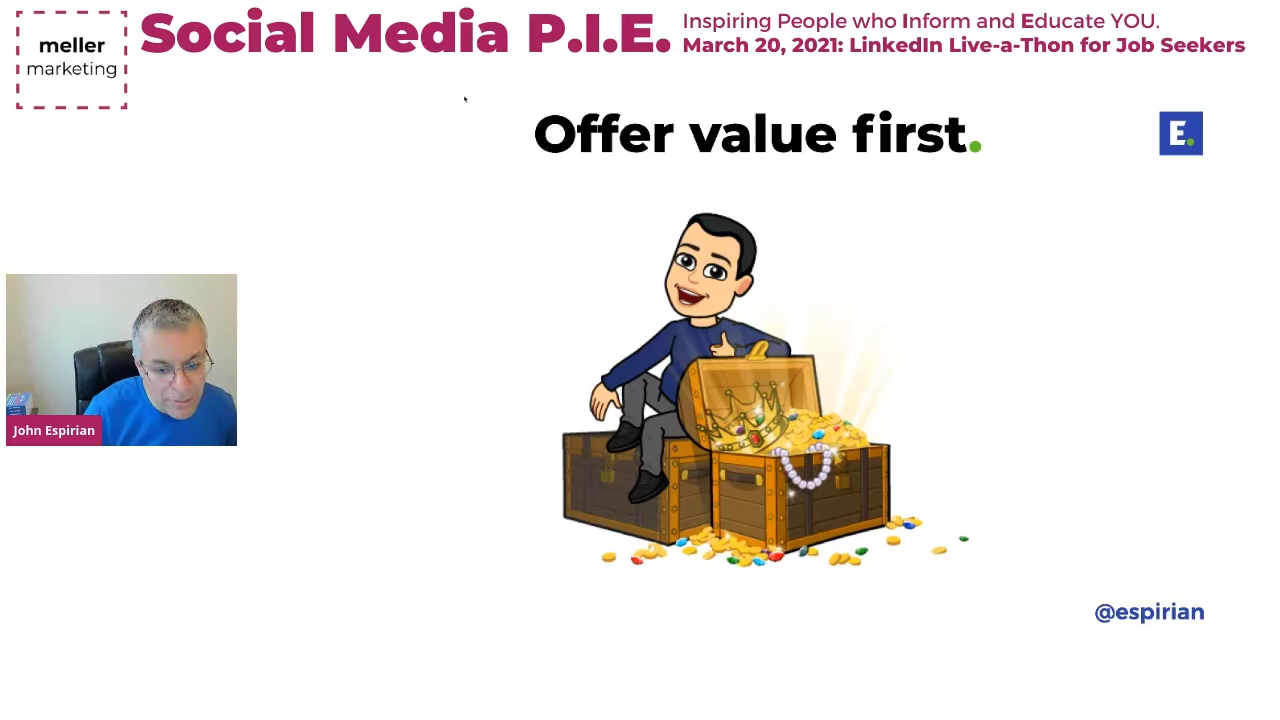 meller
marketing
Social Media P.I.E.
Inspiring People who Inform and Educate YOU.
March 20, 2021: LinkedIn Live-a-Thon for Job Seekers
Offer value first.
E.
John Espirian
@espirian